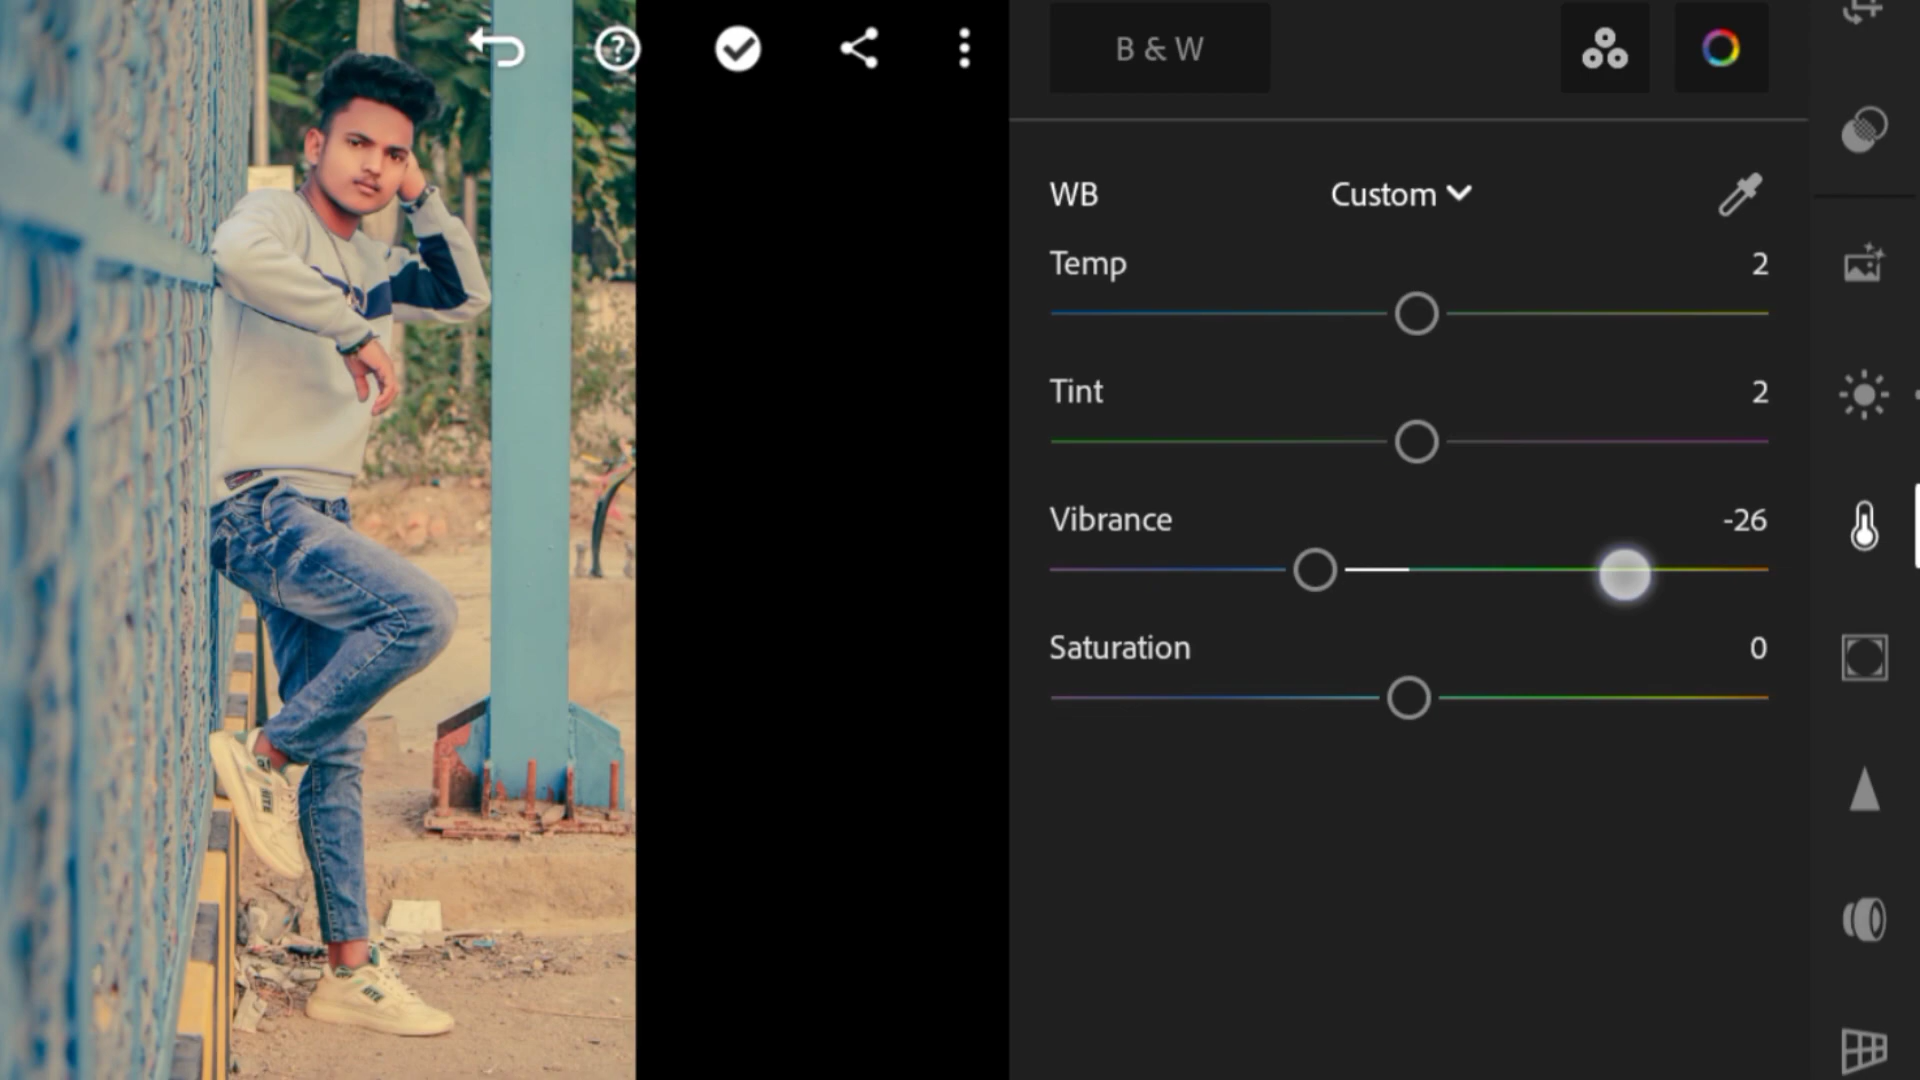 B & W
WB Custom
Temp 2
Tint 2
Vibrance -26
Saturation 0